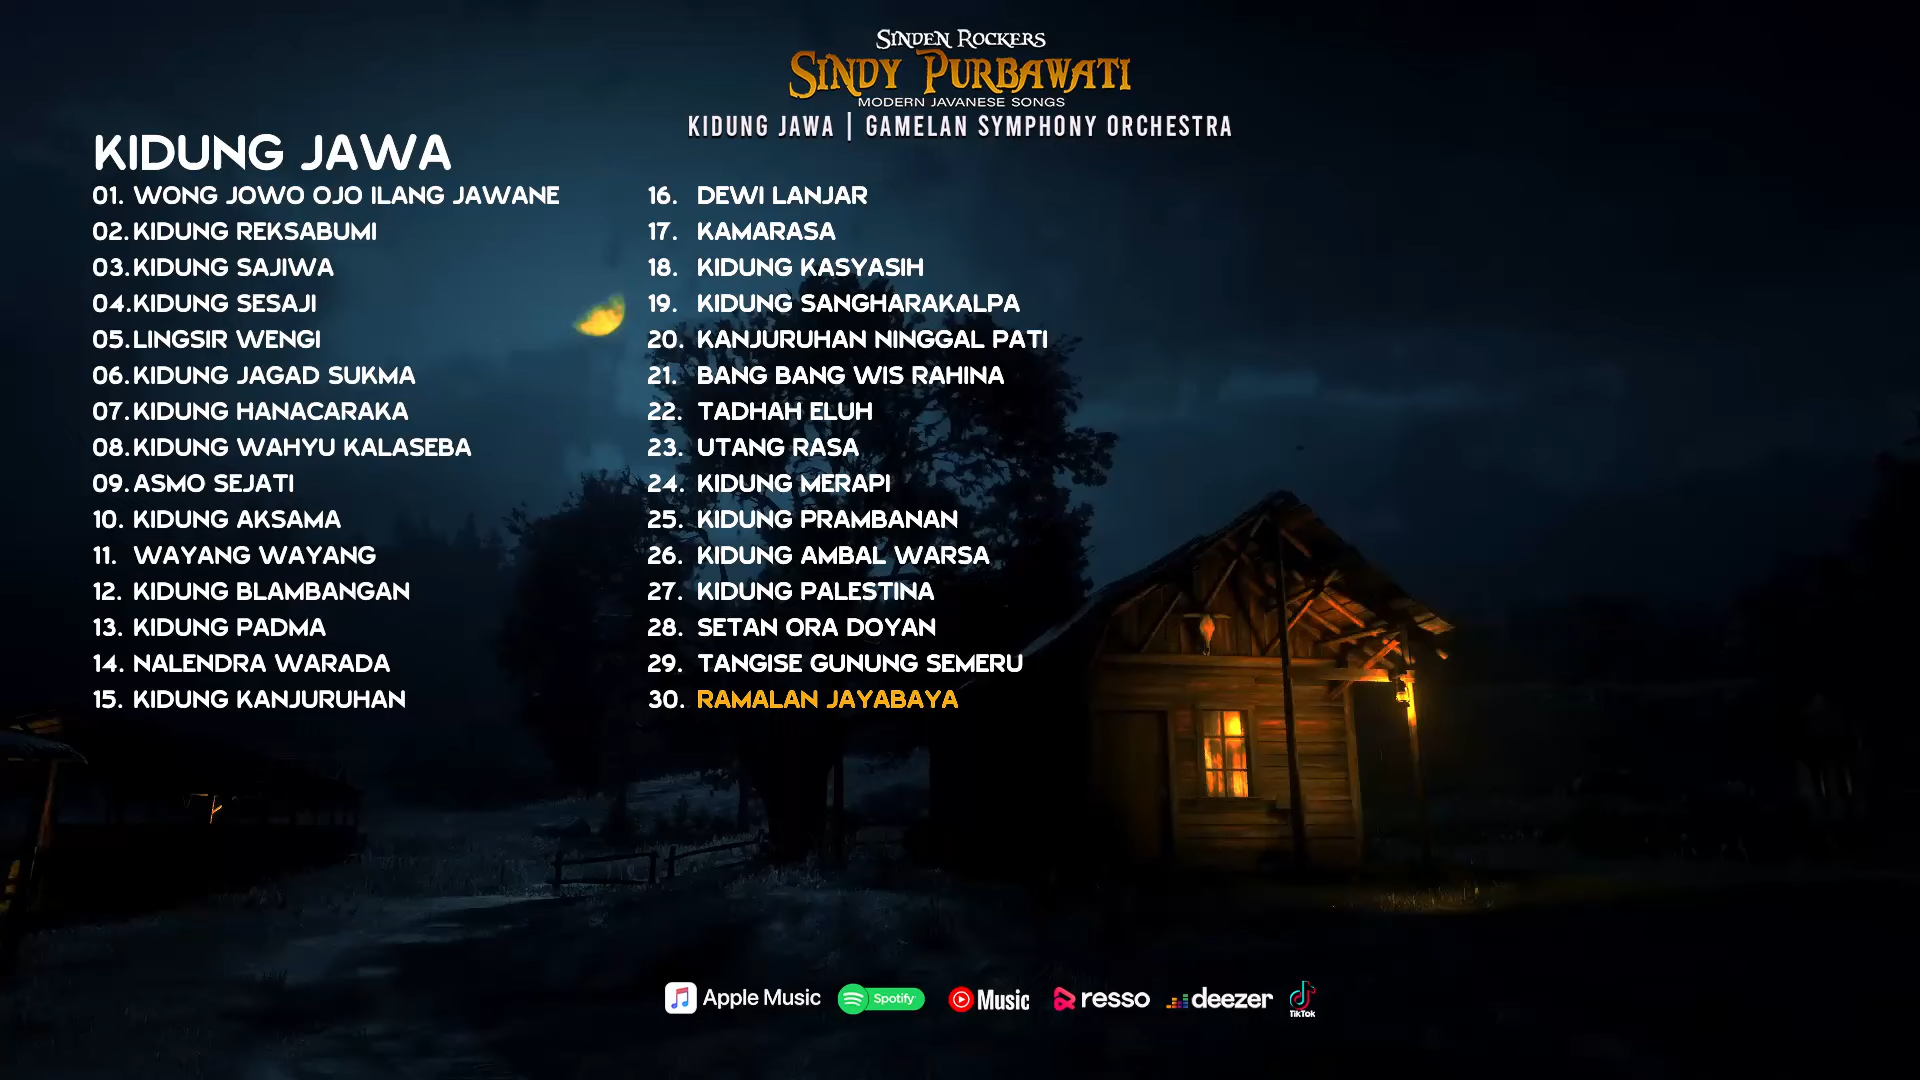 SINDEN ROCKERS
SINDY PURBAWATI
MODERN JAVANESE SONGS
KIDUNG JAWA | GAMELAN SYMPHONY ORCHESTRA
KIDUNG JAWA
01. WONG JOWO OJO ILANG JAWANE
02. KIDUNG REKSABUMI
03. KIDUNG SAJIWA
04. KIDUNG SESAJI
05. LINGSIR WENGI
06. KIDUNG JAGAD SUKMA
07. KIDUNG HANACARAKA
08. KIDUNG WAHYU KALASEBA
09. ASMO SEJATI
10. KIDUNG AKSAMA
11. WAYANG WAYANG
12. KIDUNG BLAMBANGAN
13. KIDUNG PADMA
14. NALENDRA WARADA
15. KIDUNG KANJURUHAN
16. DEWI LANJAR
17. KAMARASA
18. KIDUNG KASYASIH
19. KIDUNG SANGHARAKALPA
20. KANJURUHAN NINGGAL PATI
21. BANG BANG WIS RAHINA
22. TADHAH ELUH
23. UTANG RASA
24. KIDUNG MERAPI
25. KIDUNG PRAMBANAN
26. KIDUNG AMBAL WARSA
27. KIDUNG PALESTINA
28. SETAN ORA DOYAN
29. TANGISE GUNUNG SEMERU
30. RAMALAN JAYABAYA
Apple Music Spotify Music resso deezer TikTok